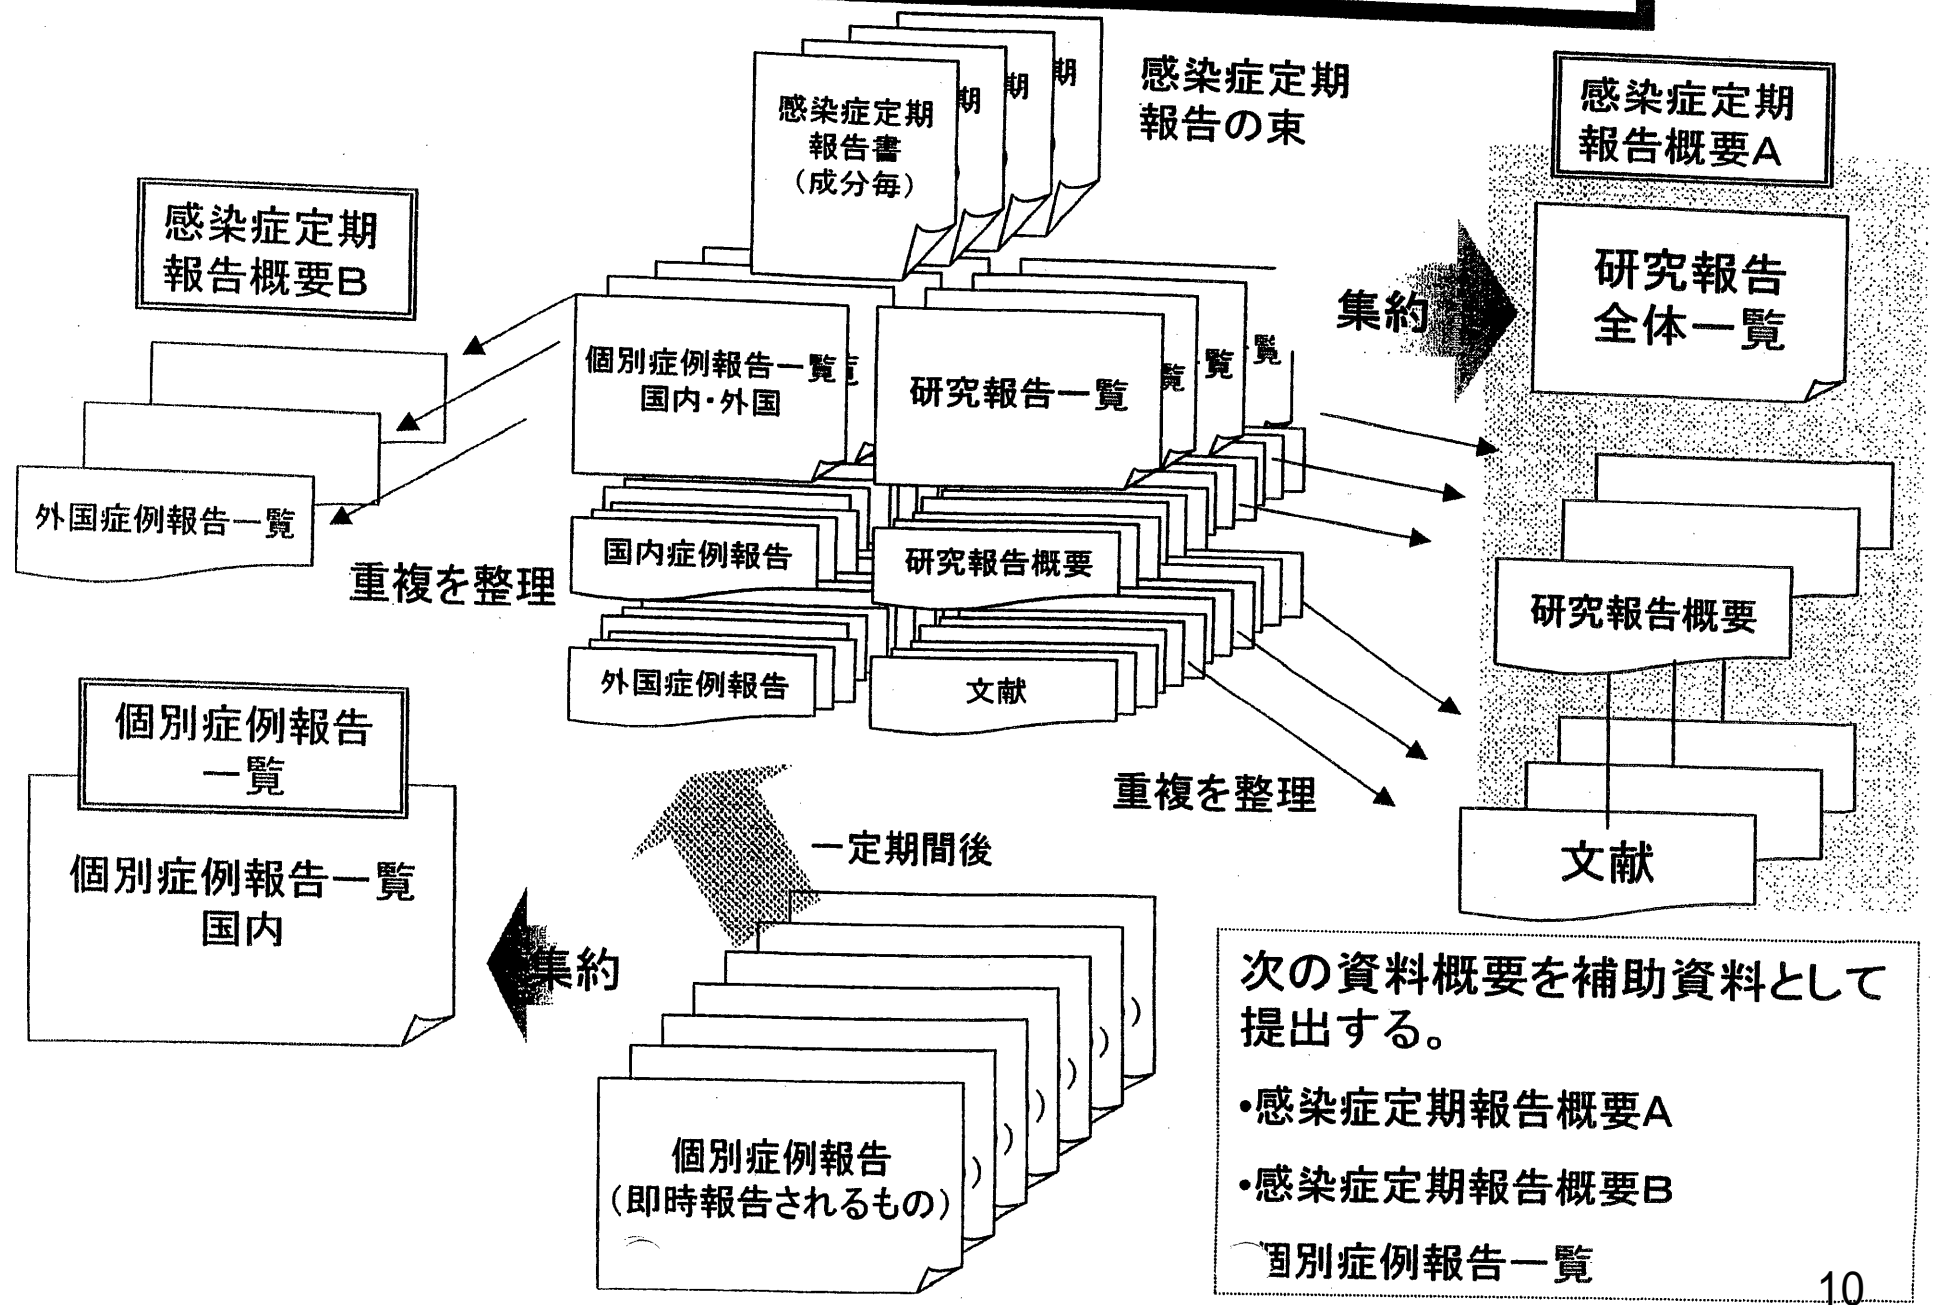 感染症定期
報告の束
感染症定期
報告概要A
感染症定期
報告書
(成分毎)
期
期
期
感染症定期
報告概要B
研究報告
全体一覧
集約
個別症例報告一覧
国内・外国
研究報告一覧
覧
一覧
一覧
外国症例報告一覧
重複を整理
国内症例報告
研究報告概要
研究報告概要
外国症例報告
文献
個別症例報告
一覧
重複を整理
一定期間後
文献
個別症例報告一覧
国内
集約
次の資料概要を補助資料として
提出する。
•感染症定期報告概要A
•感染症定期報告概要B
個別症例報告一覧
個別症例報告
(即時報告されるもの)
)
)
)
)
)
10